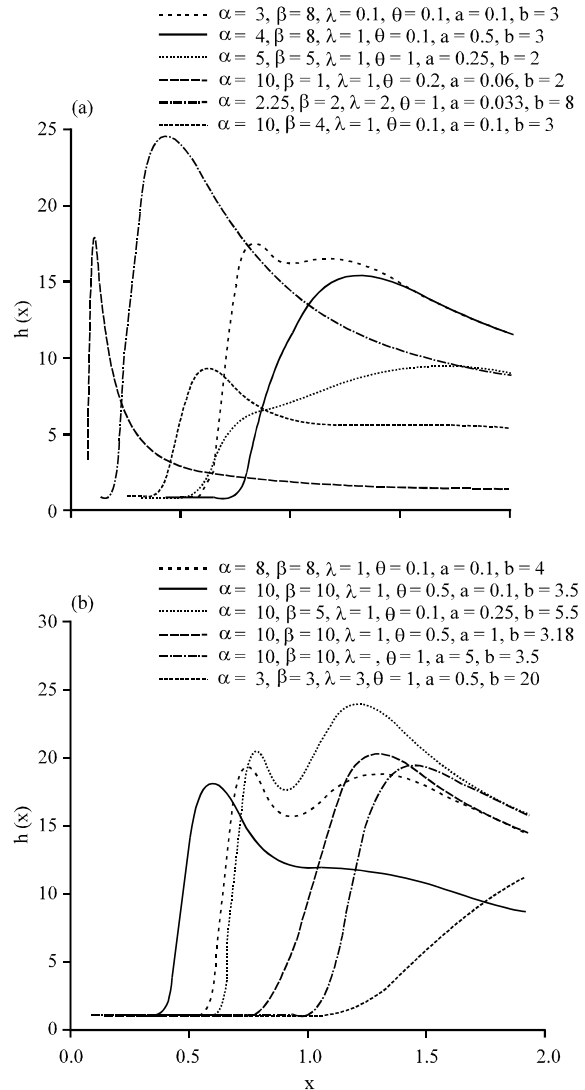 α = 3, β = 8, λ = 0.1, θ = 0.1, a = 0.1, b = 3
α = 4, β = 8, λ = 1, θ = 0.1, a = 0.5, b = 3
α = 5, β = 5, λ = 1, θ = 1, a = 0.25, b = 2
α = 10, β = 1, λ = 1, θ = 0.2, a = 0.06, b = 2
α = 2.25, β = 2, λ = 2, θ = 1, a = 0.033, b = 8
α = 10, β = 4, λ = 1, θ = 0.1, a = 0.1, b = 3
(a)
25
20
15
10
5
0
h (x)
α = 8, β = 8, λ = 1, θ = 0.1, a = 0.1, b = 4
α = 10, β = 10, λ = 1, θ = 0.5, a = 0.1, b = 3.5
α = 10, β = 5, λ = 1, θ = 0.1, a = 0.25, b = 5.5
α = 10, β = 10, λ = 1, θ = 0.5, a = 1, b = 3.18
α = 10, β = 10, λ = , θ = 1, a = 5, b = 3.5
α = 3, β = 3, λ = 3, θ = 1, a = 0.5, b = 20
(b)
30
25
20
15
10
5
0
h (x)
0.0 0.5 1.0 1.5 2.0
x